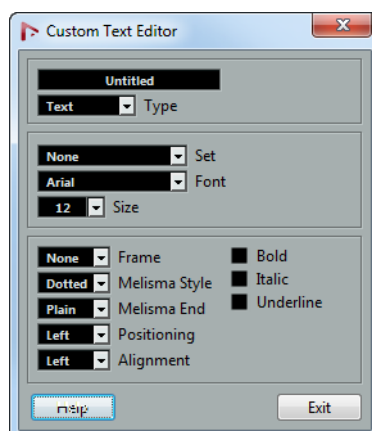 Custom Text Editor
Untitled
Text Type
None Set
Arial Font
12 Size
None Frame Bold
Dotted Melisma Style Italic
Plain Melisma End Underline
Left Positioning
Left Alignment
Help Exit